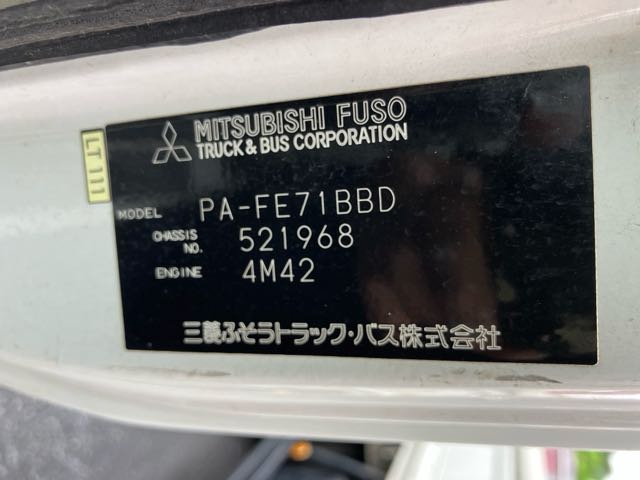 MITSUBISHI FUSO
TRUCK & BUS CORPORATION
LT111
MODEL PA-FE71BBD
CHASSIS NO. 521968
ENGINE 4M42
三菱ふそうトラック・バス株式会社